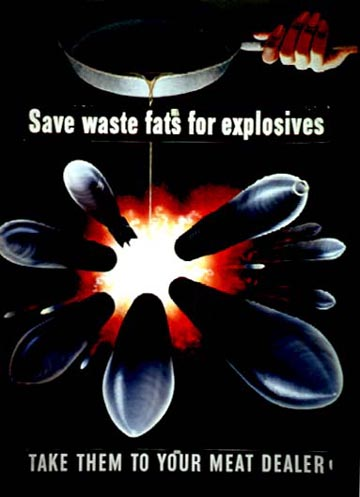 Save waste fats for explosives
TAKE THEM TO YOUR MEAT DEALER